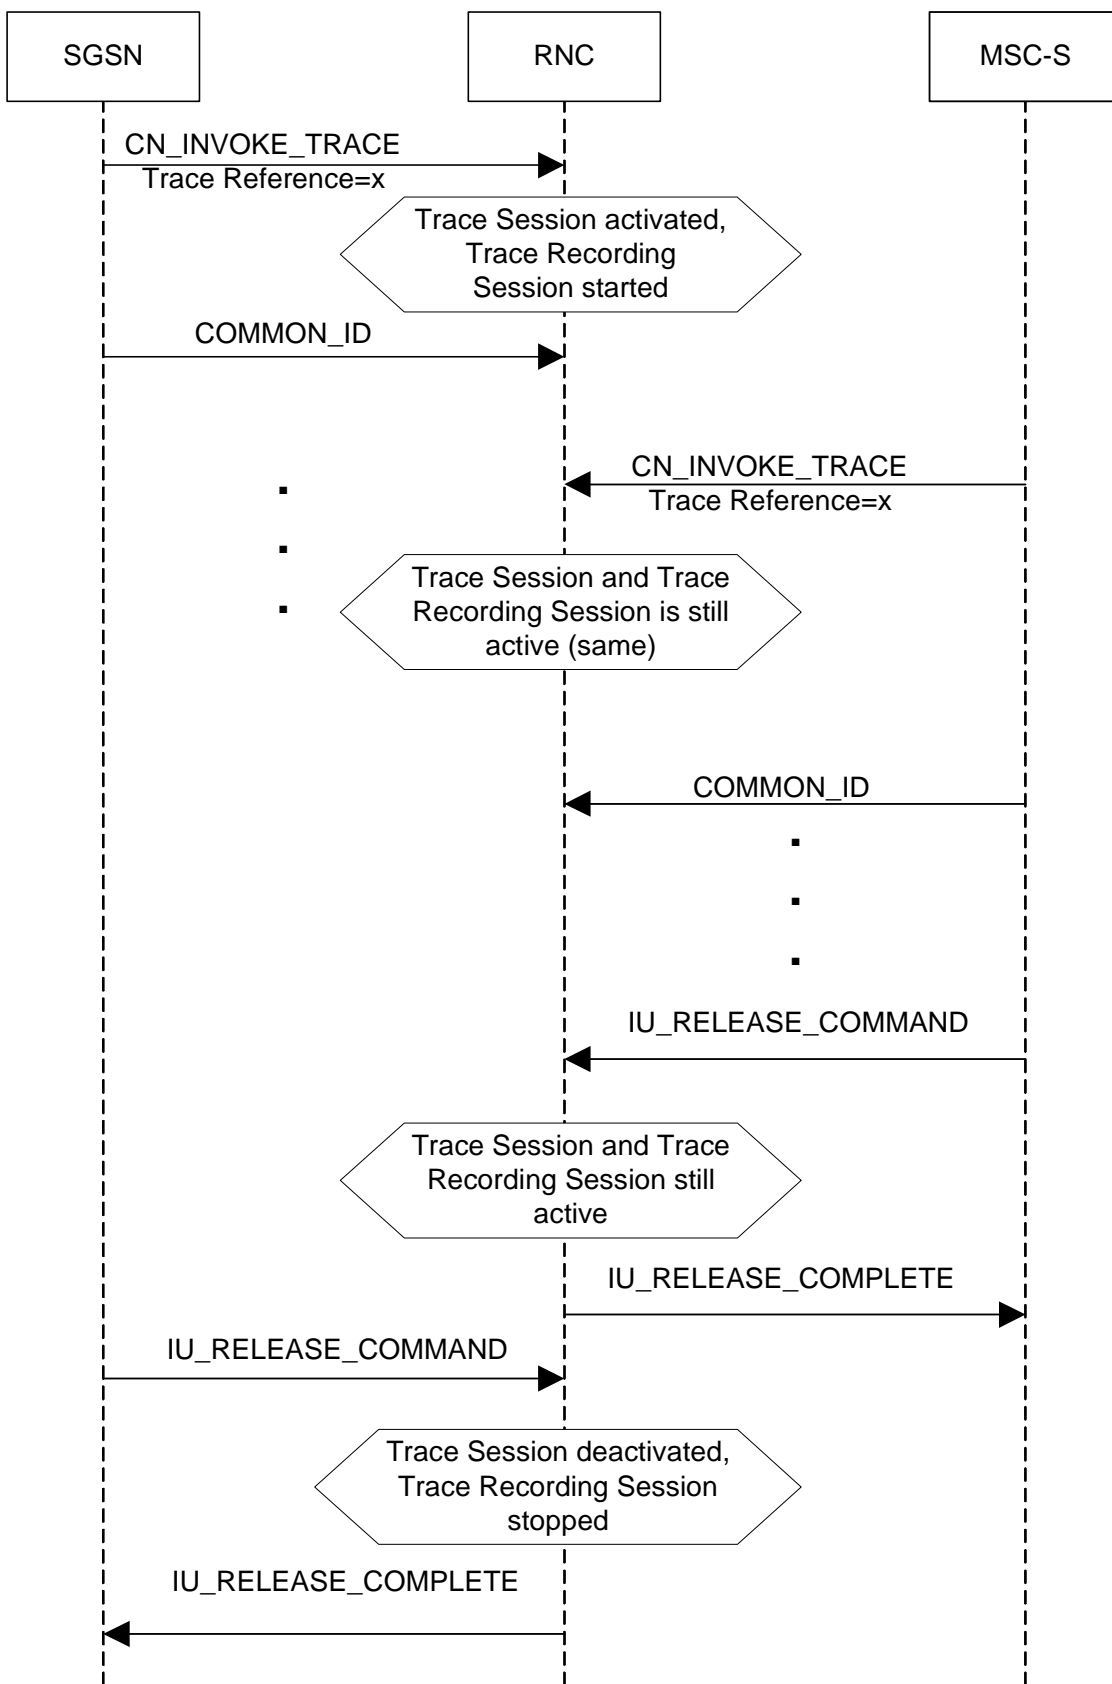 SGSN
RNC
MSC-S
CN_INVOKE_TRACE
Trace Reference=x
Trace Session activated,
Trace Recording
Session started
COMMON_ID
CN_INVOKE_TRACE
Trace Reference=x
Trace Session and Trace
Recording Session is still
active (same)
COMMON_ID
IU_RELEASE_COMMAND
Trace Session and Trace
Recording Session still
active
IU_RELEASE_COMPLETE
IU_RELEASE_COMMAND
Trace Session deactivated,
Trace Recording Session
stopped
IU_RELEASE_COMPLETE